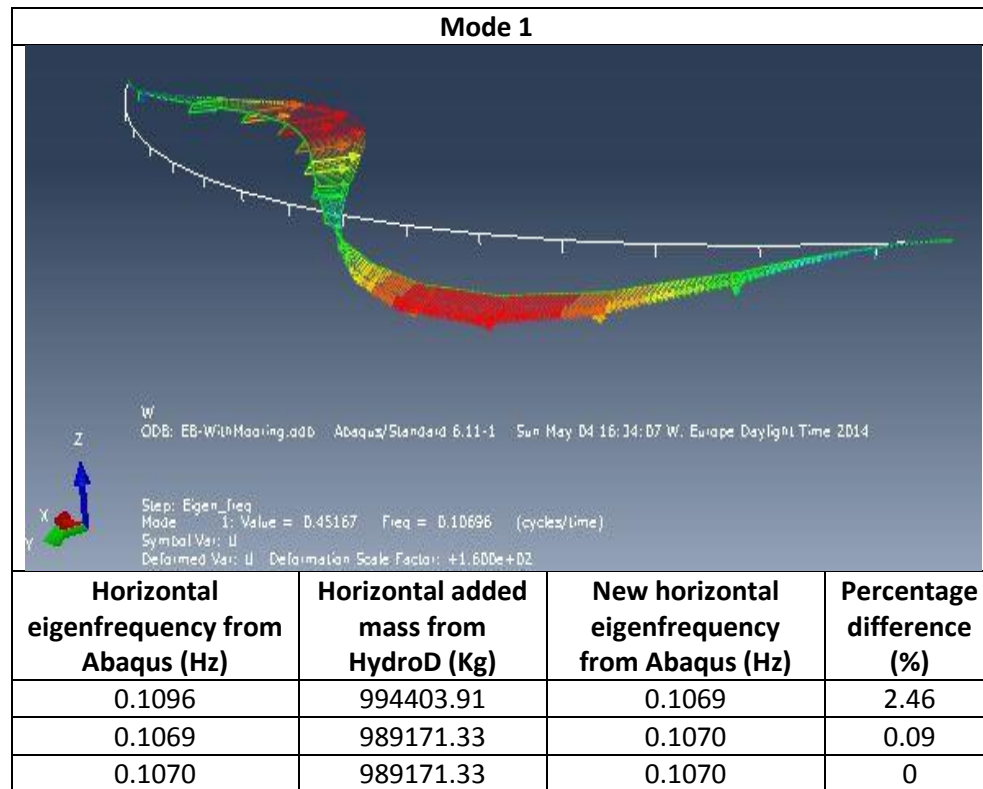 Mode 1
W
ODB: EB-WithMooring.odb Abaqus/Standard 6.11-1 Sun May 04 16:34:07 W. Europe Daylight Time 2014
Z
X
Y
Step: Eigen_freq
Mode 1: Value = 0.45167 Freq = 0.10696 (cycles/time)
Symbol Var: U
Deformed Var: U Deformation Scale Factor: +1.600e+02
Horizontal eigenfrequency from Abaqus (Hz) Horizontal added mass from HydroD (Kg) New horizontal eigenfrequency from Abaqus (Hz) Percentage difference (%)
0.1096 994403.91 0.1069 2.46
0.1069 989171.33 0.1070 0.09
0.1070 989171.33 0.1070 0